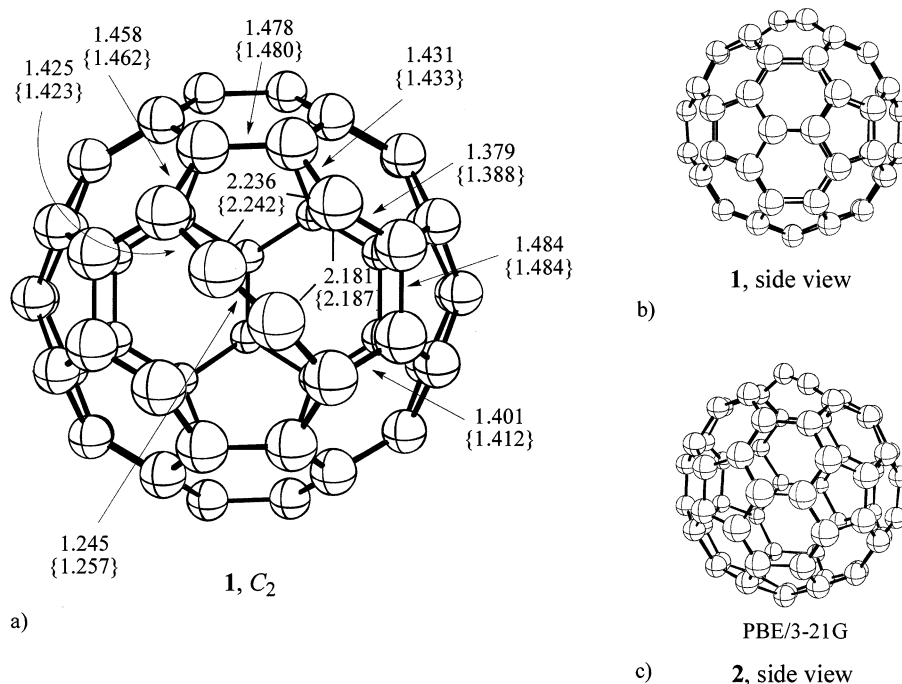 1.458
{1.462}
1.478
{1.480}
1.431
{1.433}
1.425
{1.423}
1.379
{1.388}
2.236
{2.242}
1.484
{1.484}
2.181
{2.187
1.401
{1.412}
1.245
{1.257}
1, C2
a)
1, side view
b)
PBE/3-21G
c)
2, side view